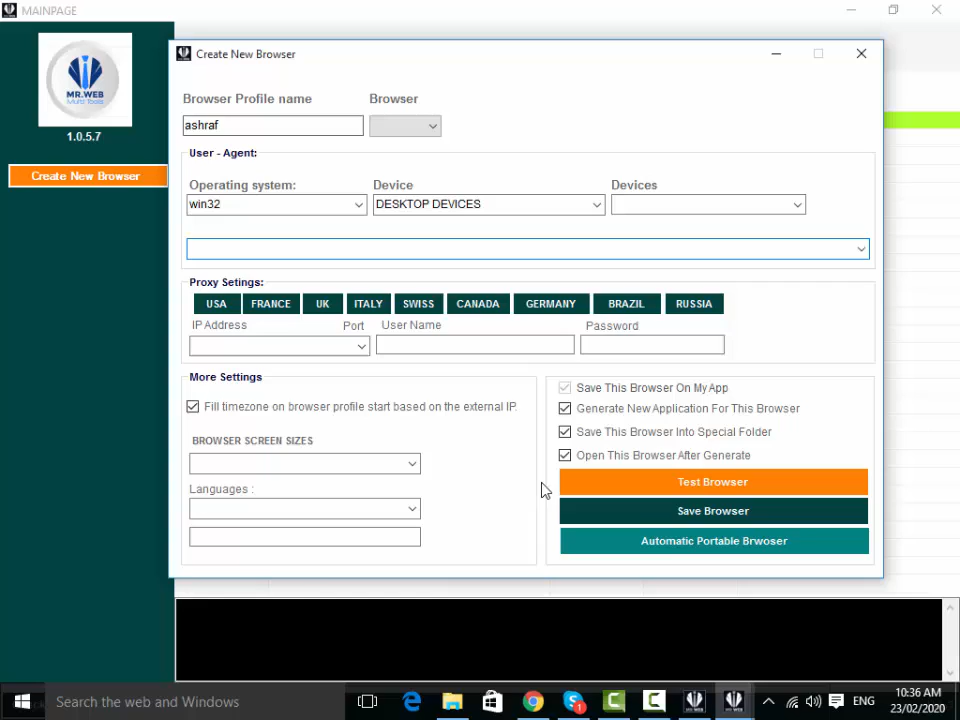 MAINPAGE
MR.WEB
Multi Tools
1.0.5.7
Create New Browser
Create New Browser
Browser Profile name
Browser
ashraf
User - Agent:
Operating system:
Device
Devices
win32
DESKTOP DEVICES
Proxy Setings:
USA
FRANCE
UK
ITALY
SWISS
CANADA
GERMANY
BRAZIL
RUSSIA
IP Address
Port
User Name
Password
More Settings
Fill timezone on browser profile start based on the external IP.
BROWSER SCREEN SIZES
Languages :
Save This Browser On My App
Generate New Application For This Browser
Save This Browser Into Special Folder
Open This Browser After Generate
Test Browser
Save Browser
Automatic Portable Brwoser
Search the web and Windows
1
ENG
10:36 AM
23/02/2020